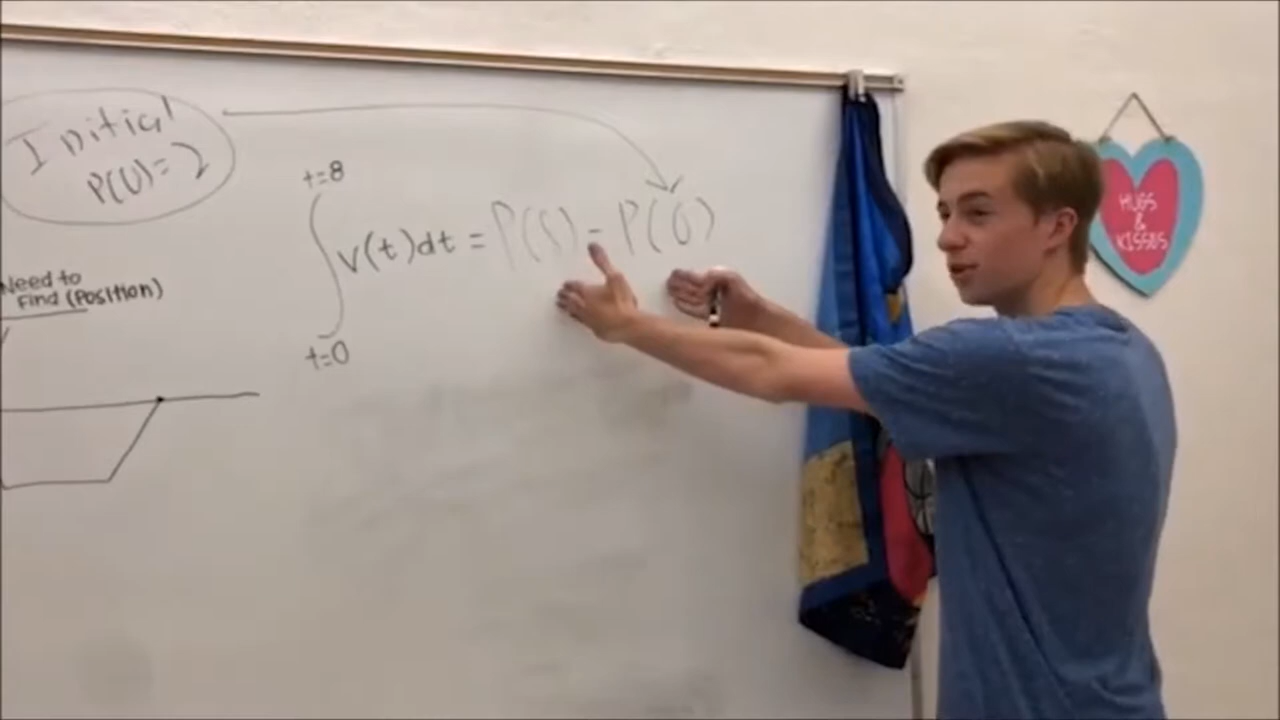 Initial
P(0)=2
t=8
∫ v(t)dt = P(8) - P(0)
t=0
Need to
Find (Position)
HUGS
&
KISSES